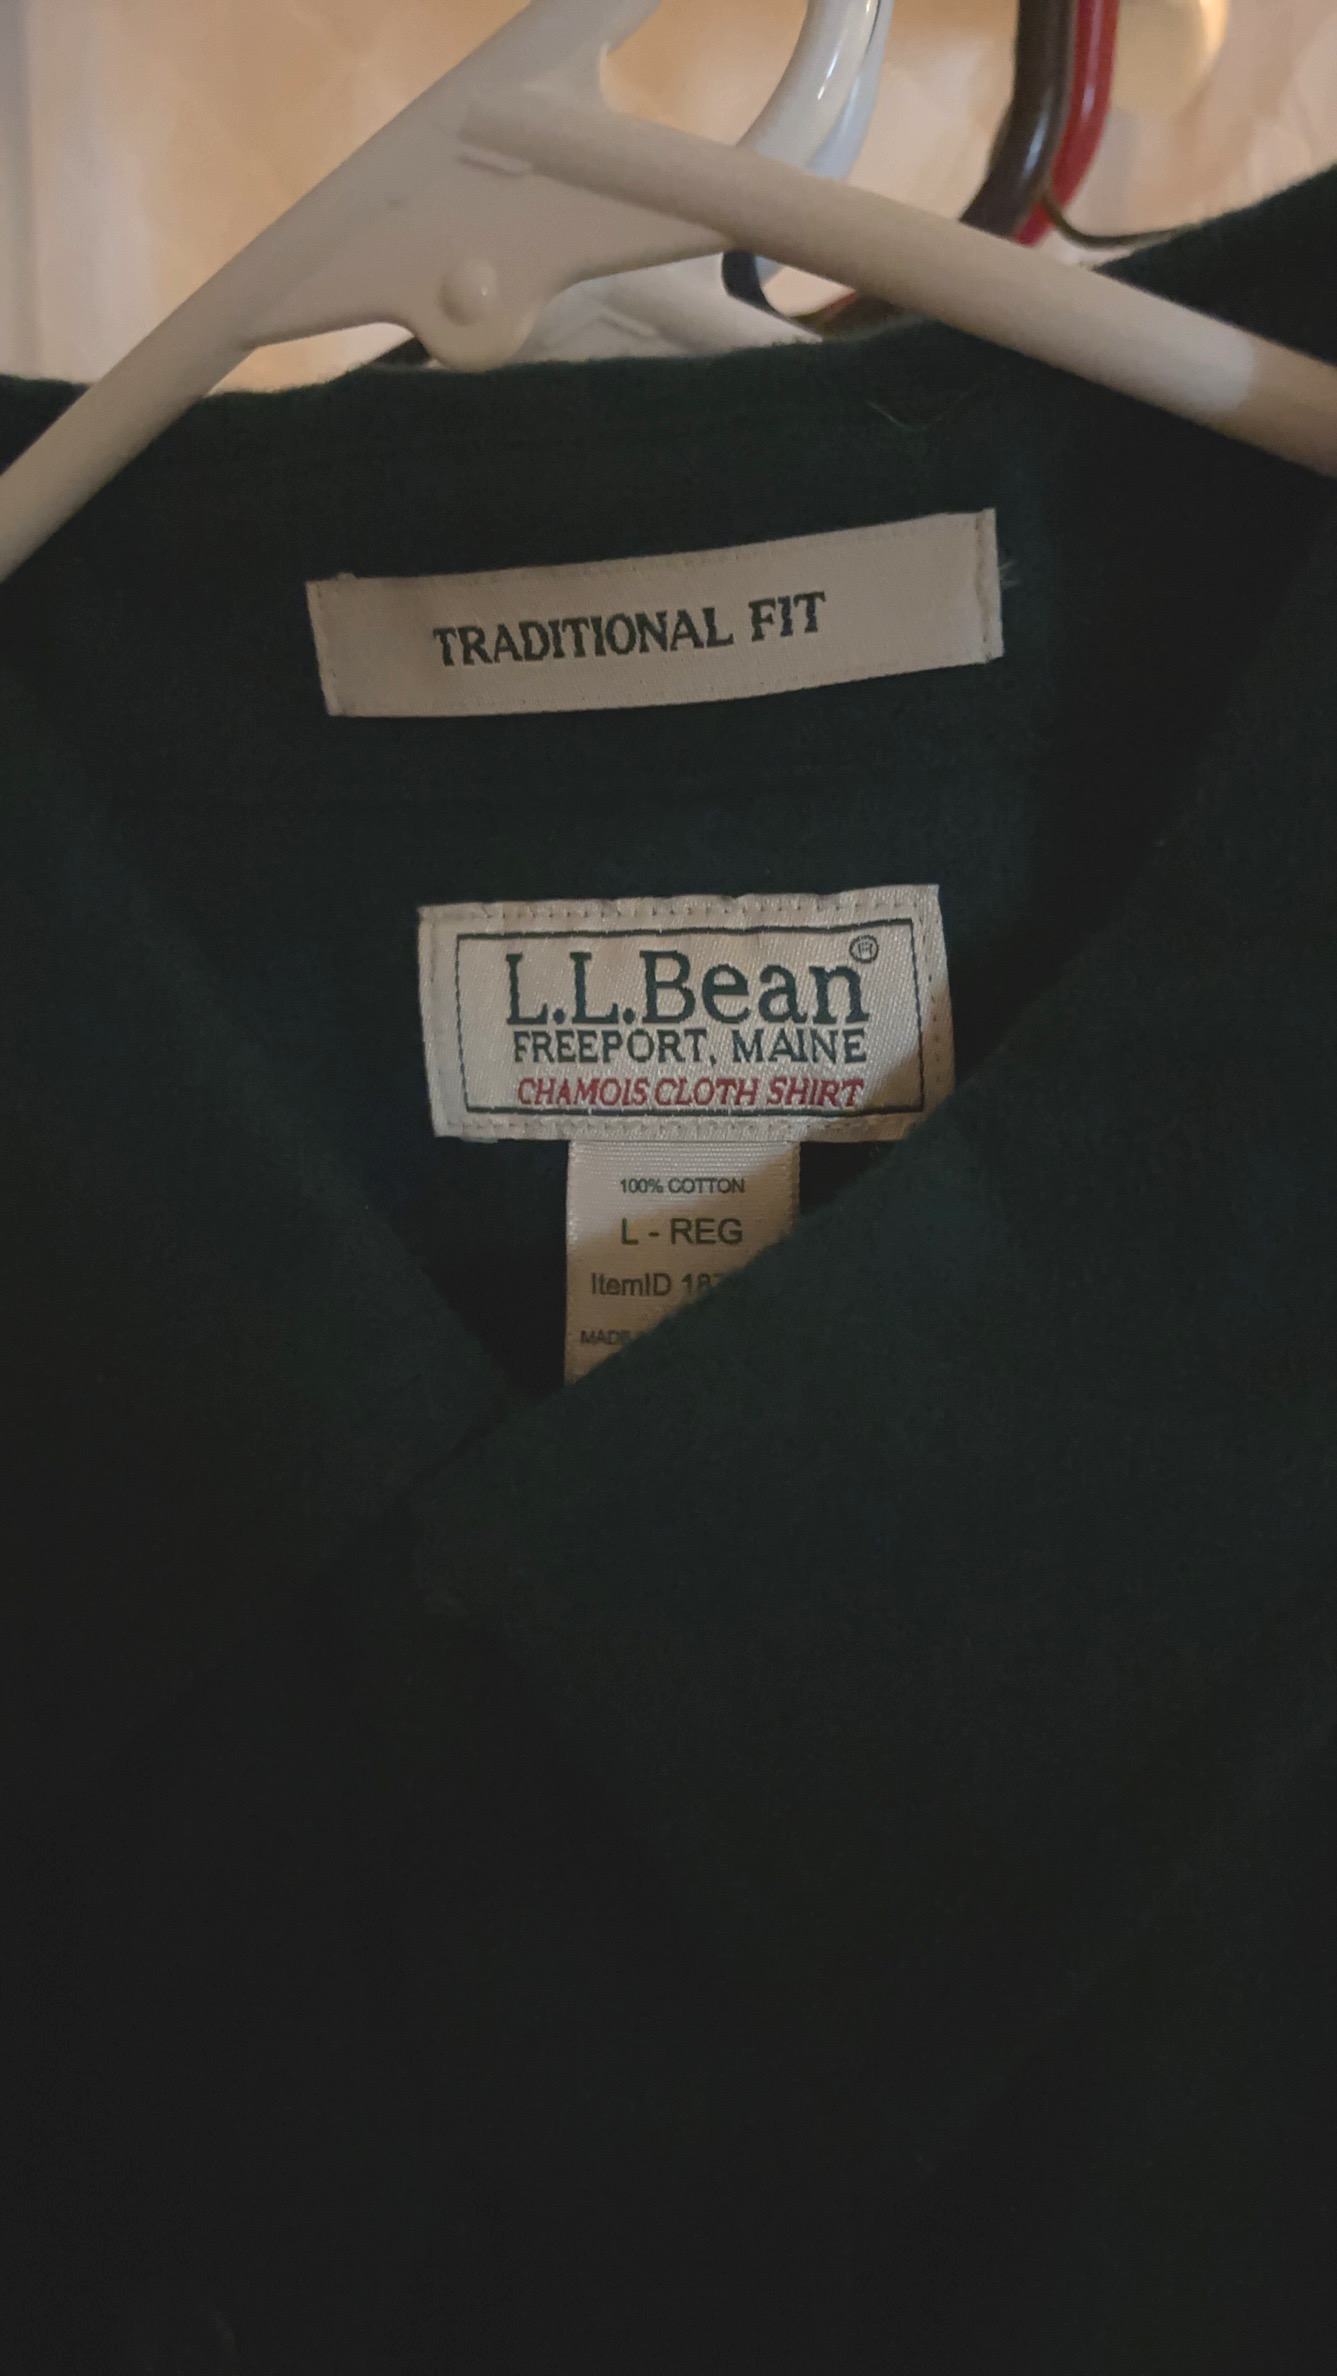 TRADITIONAL FIT
L.L.Bean®
FREEPORT, MAINE
CHAMOIS CLOTH SHIRT
100% COTTON
L - REG
ItemID